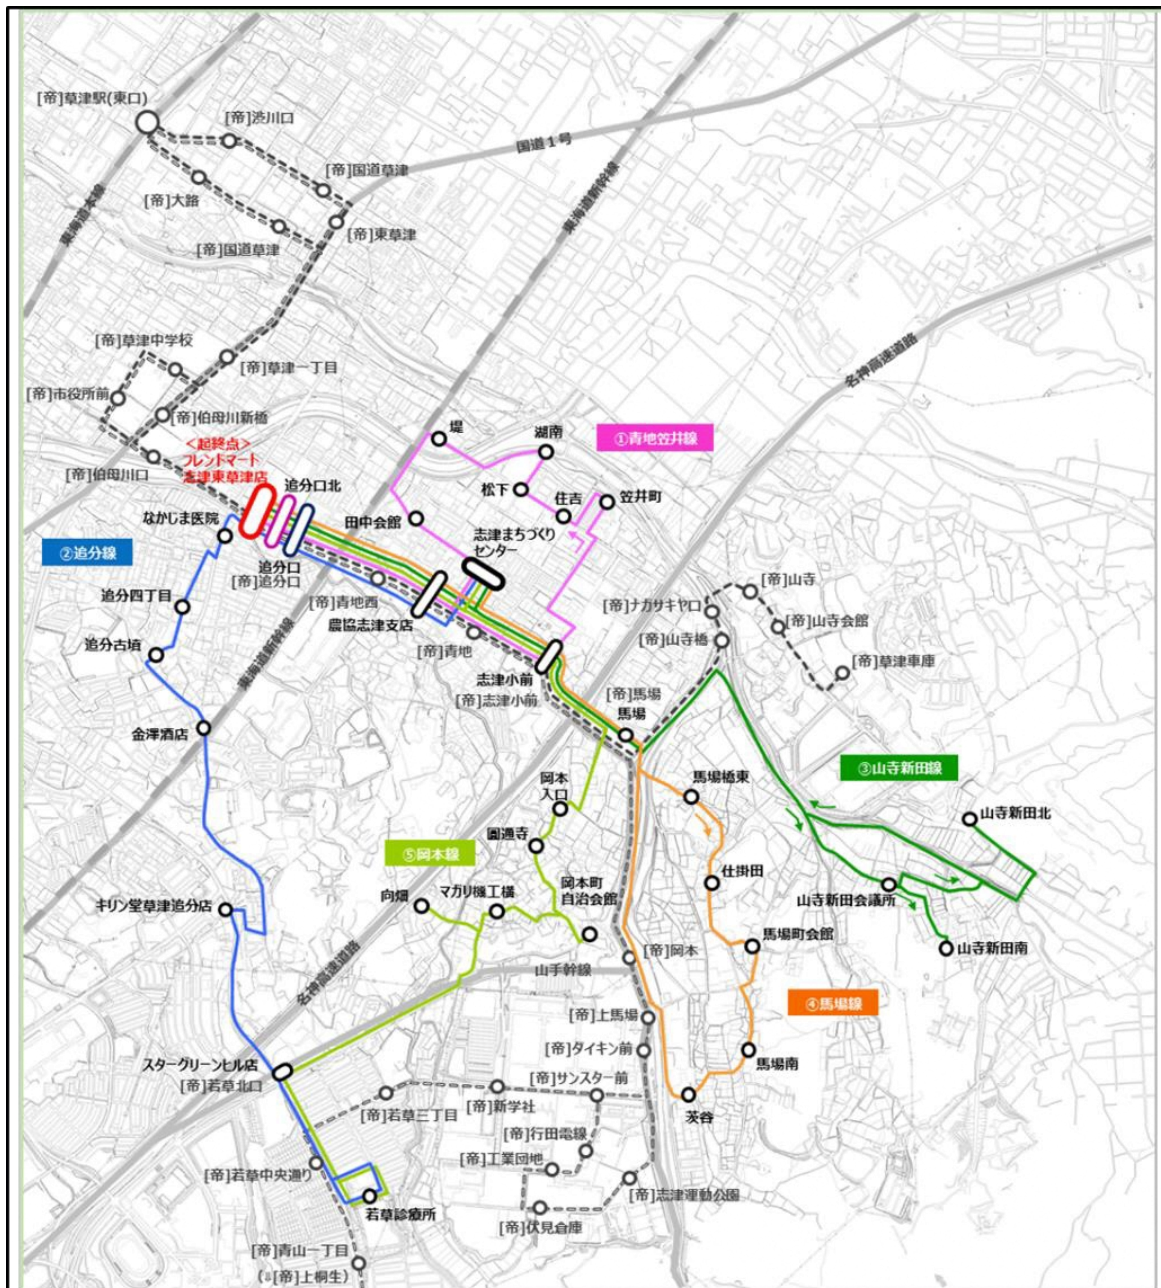 [帝]草津駅(東口)
[帝]渋川口
国道1号
[帝]国道草津
東海道新幹線
[帝]大路
東海道本線
[帝]東草津
[帝]国道草津
名神高速道路
[帝]草津中学校
[帝]草津一丁目
[帝]市役所前
[帝]伯母川新橋
堤
湖南
①青地笠井線
<起終点>
フレンドマート
志津東草津店
[帝]伯母川口
追分口北
松下
住吉
笠井町
なかじま医院
田中会館
志津まちづくり
センター
②追分線
追分口
[帝]追分口
[帝]山寺
追分四丁目
[帝]青地西
農協志津支店
[帝]ナガサキヤ口
[帝]山寺会館
[帝]山寺橋
追分古墳
[帝]青地
[帝]草津車庫
東海道新幹線
志津小前
[帝]志津小前
[帝]馬場
馬場
金澤酒店
③山寺新田線
岡本
入口
馬場橋東
山寺新田北
圓通寺
⑤岡本線
仕掛田
向畑
マガリ機工横
岡本町
自治会館
山寺新田会議所
キリン堂草津追分店
馬場町会館
山寺新田南
[帝]岡本
名神高速道路
山手幹線
④馬場線
[帝]上馬場
[帝]ダイキン前
馬場南
スターグリーンヒル店
[帝]若草北口
[帝]サンスター前
茨谷
[帝]若草三丁目
[帝]新学社
[帝]行田電線
[帝]工業団地
[帝]若草中央通り
[帝]志津運動公園
若草診療所
[帝]伏見倉庫
[帝]青山一丁目
(⇩[帝]上桐生)